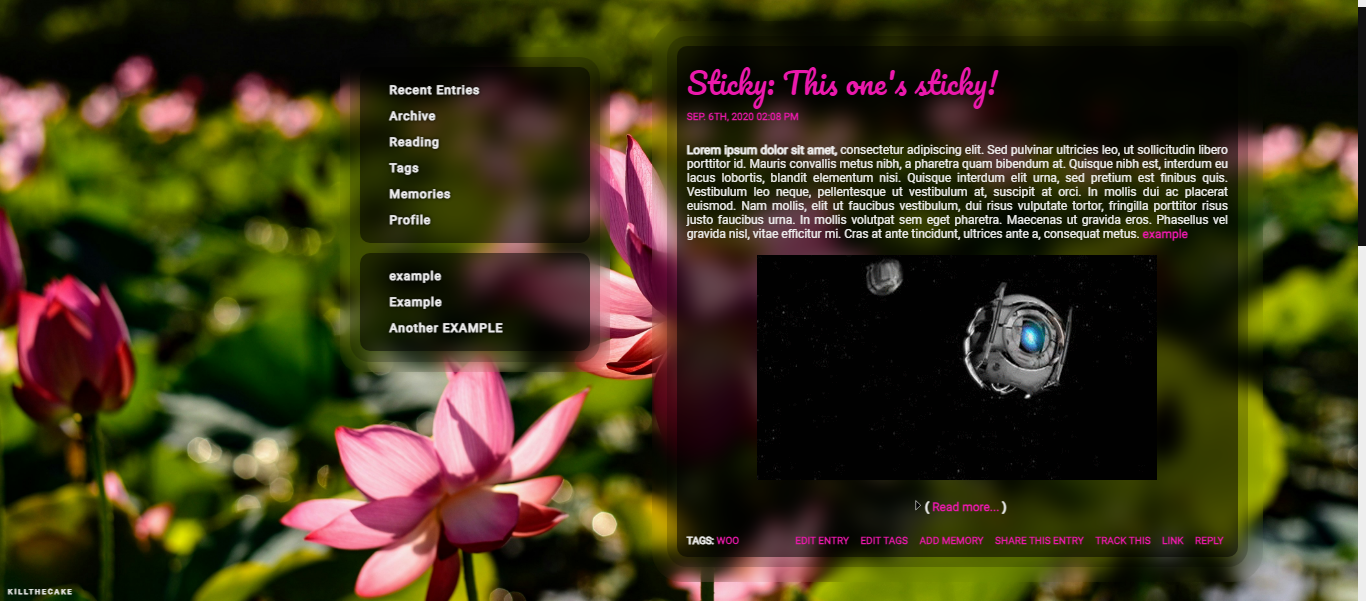 Recent Entries
Archive
Reading
Tags
Memories
Profile
example
Example
Another EXAMPLE
Sticky: This one's sticky!
SEP. 6TH, 2020 02:08 PM
Lorem ipsum dolor sit amet, consectetur adipiscing elit. Sed pulvinar ultricies leo, ut sollicitudin libero
porttitor id. Mauris convallis metus nibh, a pharetra quam bibendum at. Quisque nibh est, interdum eu
lacus lobortis, blandit elementum nisi. Quisque interdum elit urna, sed pretium est finibus quis.
Vestibulum leo neque, pellentesque ut vestibulum at, suscipit at orci. In mollis dui ac placerat
euismod. Nam mollis, elit ut faucibus vestibulum, dui risus vulputate tortor, fringilla porttitor risus
justo faucibus urna. In mollis volutpat sem eget pharetra. Maecenas ut gravida eros. Phasellus vel
gravida nisl, vitae efficitur mi. Cras at ante tincidunt, ultrices ante a, consequat metus. example
( Read more... )
TAGS: WOO EDIT ENTRY EDIT TAGS ADD MEMORY SHARE THIS ENTRY TRACK THIS LINK REPLY
KILLTHECAKE